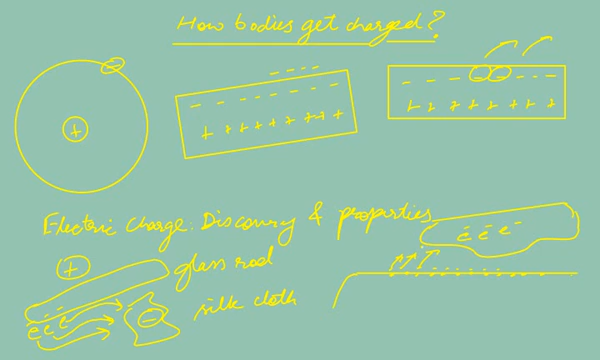 How bodies get charged?
Electric Charge: Discovery & properties
glass rod
silk cloth
e e e
e e e